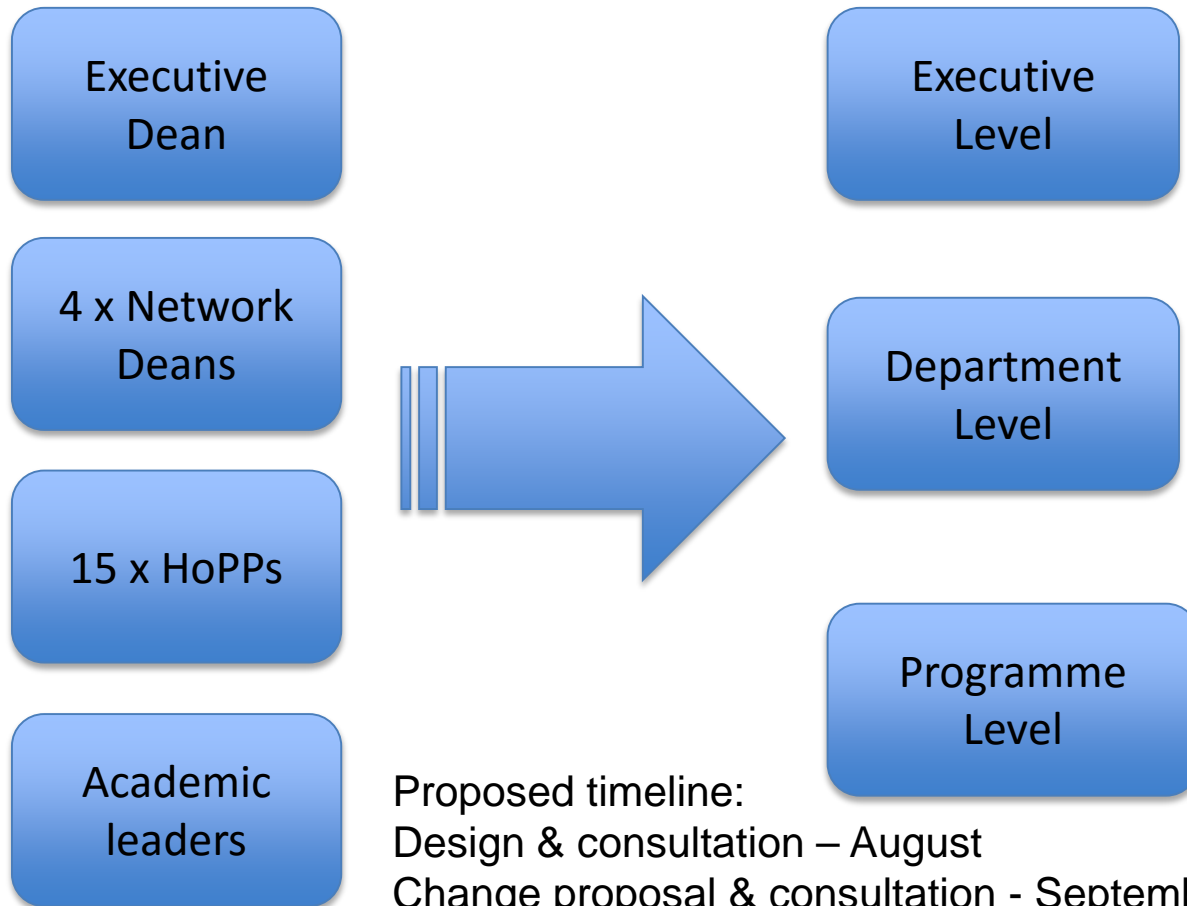 Executive
Dean
4 x Network
Deans
15 x HoPPs
Academic
leaders
Executive
Level
Department
Level
Programme
Level
Proposed timeline:
Design & consultation – August
Change proposal & consultation - Septemb